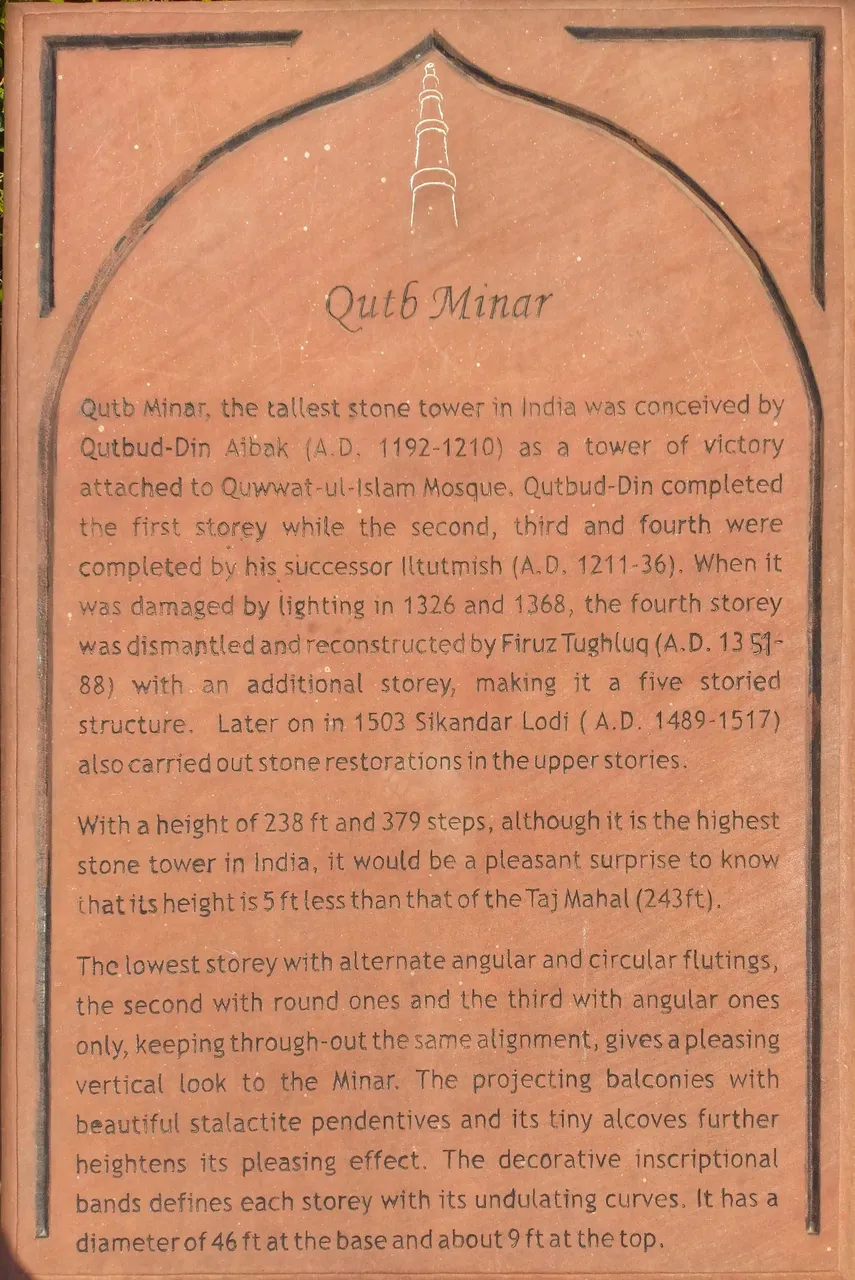 Qutb Minar
Qutb Minar, the tallest stone tower in India was conceived by
Qutbud-Din Aibak (A.D. 1192-1210) as a tower of victory
attached to Quwwat-ul-Islam Mosque. Qutbud-Din completed
the first storey while the second, third and fourth were
completed by his successor Iltutmish (A.D. 1211-36). When it
was damaged by lighting in 1326 and 1368, the fourth storey
was dismantled and reconstructed by Firuz Tughluq (A.D. 1351-
88) with an additional storey, making it a five storied
structure. Later on in 1503 Sikandar Lodi ( A.D. 1489-1517)
also carried out stone restorations in the upper stories.
With a height of 238 ft and 379 steps, although it is the highest
stone tower in India, it would be a pleasant surprise to know
that its height is 5 ft less than that of the Taj Mahal (243ft).
The lowest storey with alternate angular and circular flutings,
the second with round ones and the third with angular ones
only, keeping through-out the same alignment, gives a pleasing
vertical look to the Minar. The projecting balconies with
beautiful stalactite pendentives and its tiny alcoves further
heightens its pleasing effect. The decorative inscriptional
bands defines each storey with its undulating curves. It has a
diameter of 46 ft at the base and about 9 ft at the top.